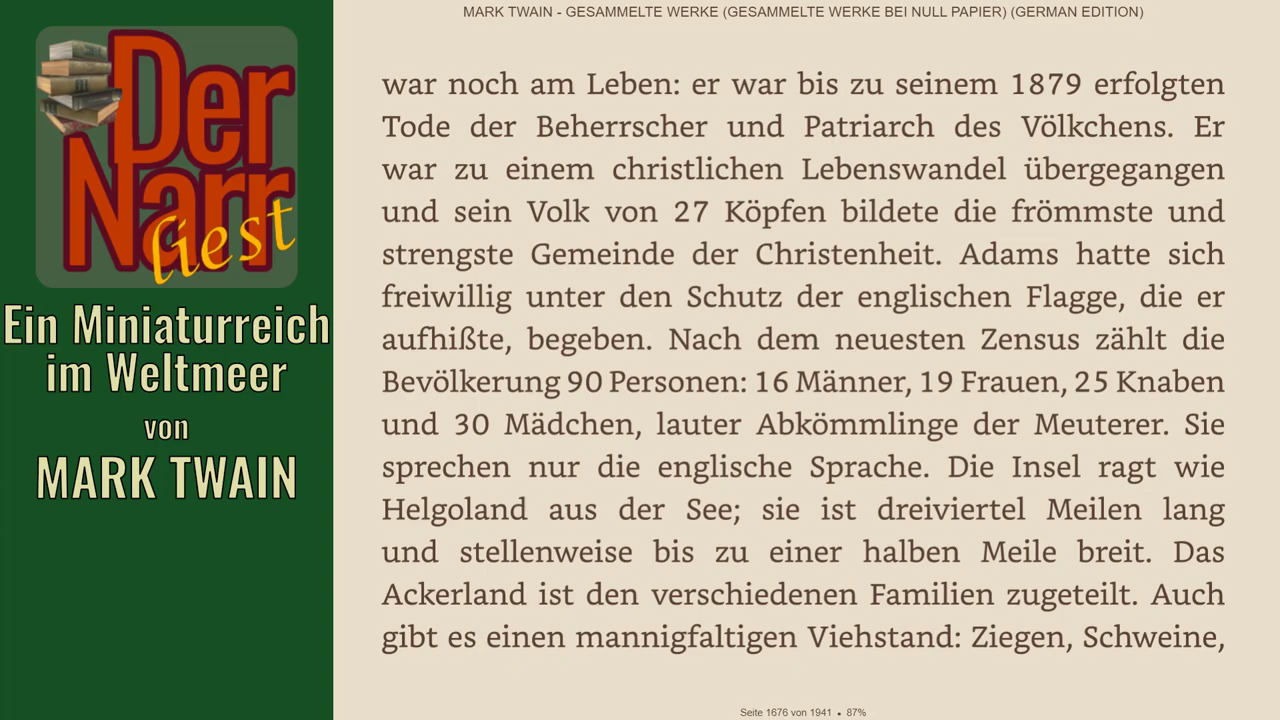 Der
Narr
liest
Ein Miniaturreich
im Weltmeer
von
MARK TWAIN
MARK TWAIN - GESAMMELTE WERKE (GESAMMELTE WERKE BEI NULL PAPIER) (GERMAN EDITION)
war noch am Leben: er war bis zu seinem 1879 erfolgten
Tode der Beherrscher und Patriarch des Völkchens. Er
war zu einem christlichen Lebenswandel übergegangen
und sein Volk von 27 Köpfen bildete die frömmste und
strengste Gemeinde der Christenheit. Adams hatte sich
freiwillig unter den Schutz der englischen Flagge, die er
aufhißte, begeben. Nach dem neuesten Zensus zählt die
Bevölkerung 90 Personen: 16 Männer, 19 Frauen, 25 Knaben
und 30 Mädchen, lauter Abkömmlinge der Meuterer. Sie
sprechen nur die englische Sprache. Die Insel ragt wie
Helgoland aus der See; sie ist dreiviertel Meilen lang
und stellenweise bis zu einer halben Meile breit. Das
Ackerland ist den verschiedenen Familien zugeteilt. Auch
gibt es einen mannigfaltigen Viehstand: Ziegen, Schweine,
Seite 1676 von 1941 • 87%